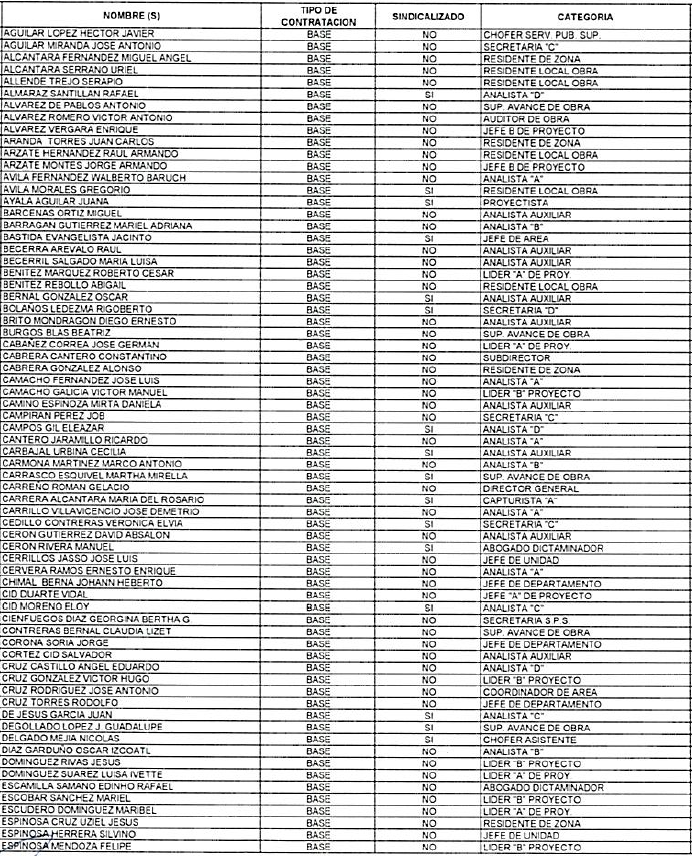 NOMBRE (S) TIPO DE CONTRATACION SINDICALIZADO CATEGORIA
AGUILAR LOPEZ HECTOR JAVIER BASE NO CHOFER SERV. PUB. SUP.
AGUILAR MIRANDA JOSE ANTONIO BASE NO SECRETARIA "C"
ALCANTARA FERNANDEZ MIGUEL ANGEL BASE NO RESIDENTE DE ZONA
ALCANTARA SERRANO URIEL BASE NO RESIDENTE LOCAL OBRA
ALLENDE TREJO SERAPIO BASE NO RESIDENTE LOCAL OBRA
ALMARAZ SANTILLAN RAFAEL BASE SI ANALISTA "D"
ALVAREZ DE PABLOS ANTONIO BASE NO SUP. AVANCE DE OBRA
ALVAREZ ROMERO VICTOR ANTONIO BASE NO AUDITOR DE OBRA
ALVAREZ VERGARA ENRIQUE BASE NO JEFE B DE PROYECTO
ARANDA TORRES JUAN CARLOS BASE NO RESIDENTE DE ZONA
ARZATE HERNANDEZ RAUL ARMANDO BASE NO RESIDENTE LOCAL OBRA
ARZATE MONTES JORGE ARMANDO BASE NO JEFE B DE PROYECTO
AVILA FERNANDEZ WALBERTO BARUCH BASE NO ANALISTA "A"
AVILA MORALES GREGORIO BASE SI RESIDENTE LOCAL OBRA
AYALA AGUILAR JUANA BASE SI PROYECTISTA
BARCENAS ORTIZ MIGUEL BASE NO ANALISTA AUXILIAR
BARRAGAN GUTIERREZ MARIEL ADRIANA BASE NO ANALISTA "B"
BASTIDA EVANGELISTA JACINTO BASE SI JEFE DE AREA
BECERRA AREVALO RAUL BASE NO ANALISTA AUXILIAR
BECERRIL SALGADO MARIA LUISA BASE NO ANALISTA AUXILIAR
BENITEZ MARQUEZ ROBERTO CESAR BASE NO LIDER "A" DE PROY.
BENITEZ REBOLLO ABIGAIL BASE NO RESIDENTE LOCAL OBRA
BERNAL GONZALEZ OSCAR BASE SI ANALISTA AUXILIAR
BOLAÑOS LEDEZMA RIGOBERTO BASE SI SECRETARIA "D"
BRITO MONDRAGON DIEGO ERNESTO BASE NO ANALISTA AUXILIAR
BURGOS BLAS BEATRIZ BASE NO SUP. AVANCE DE OBRA
CABAÑEZ CORREA JOSE GERMAN BASE NO LIDER "A" DE PROY.
CABRERA CANTERO CONSTANTINO BASE NO SUBDIRECTOR
CABRERA GONZALEZ ALONSO BASE NO RESIDENTE DE ZONA
CAMACHO FERNANDEZ JOSE LUIS BASE NO ANALISTA "A"
CAMACHO GALICIA VICTOR MANUEL BASE NO LIDER "B" PROYECTO
CAMINO ESPINOZA MIRTA DANIELA BASE NO ANALISTA AUXILIAR
CAMPIRAN PEREZ JOB BASE NO SECRETARIA "C"
CAMPOS GIL ELEAZAR BASE SI ANALISTA "D"
CANTERO JARAMILLO RICARDO BASE NO ANALISTA "A"
CARBAJAL URBINA CECILIA BASE SI ANALISTA AUXILIAR
CARMONA MARTINEZ MARCO ANTONIO BASE NO ANALISTA "B"
CARRASCO ESQUIVEL MARTHA MIRELLA BASE SI SUP. AVANCE DE OBRA
CARREÑO ROMAN GELACIO BASE NO DIRECTOR GENERAL
CARRERA ALCANTARA MARIA DEL ROSARIO BASE SI CAPTURISTA "A"
CARRILLO VILLAVICENCIO JOSE DEMETRIO BASE NO ANALISTA "A"
CEDILLO CONTRERAS VERONICA ELVIA BASE SI SECRETARIA "C"
CERON GUTIERREZ DAVID ABSALON BASE NO ANALISTA AUXILIAR
CERON RIVERA MANUEL BASE SI ABOGADO DICTAMINADOR
CERRILLOS JASSO JOSE LUIS BASE NO JEFE DE UNIDAD
CERVERA RAMOS ERNESTO ENRIQUE BASE NO ANALISTA "A"
CHIMAL BERNA JOHANN HEBERTO BASE NO JEFE DE DEPARTAMENTO
CID DUARTE VIDAL BASE NO JEFE "A" DE PROYECTO
CID MORENO ELOY BASE SI ANALISTA "C"
CIENFUEGOS DIAZ GEORGINA BERTHA G BASE NO SECRETARIA S.P.S.
CONTRERAS BERNAL CLAUDIA LIZET BASE NO SUP. AVANCE DE OBRA
CORONA SORIA JORGE BASE NO JEFE DE DEPARTAMENTO
CORTEZ CID SALVADOR BASE NO ANALISTA AUXILIAR
CRUZ CASTILLO ANGEL EDUARDO BASE NO ANALISTA "D"
CRUZ GONZALEZ VICTOR HUGO BASE NO LIDER "B" PROYECTO
CRUZ RODRIGUEZ JOSE ANTONIO BASE NO COORDINADOR DE AREA
CRUZ TORRES RODOLFO BASE NO JEFE DE DEPARTAMENTO
DE JESUS GARCIA JUAN BASE SI ANALISTA "C"
DEGOLLADO LOPEZ J. GUADALUPE BASE SI SUP. AVANCE DE OBRA
DELGADO MEJIA NICOLAS BASE SI CHOFER ASISTENTE
DIAZ GARDUÑO OSCAR IZCOATL BASE NO ANALISTA "B"
DOMINGUEZ RIVAS JESUS BASE NO LIDER "B" PROYECTO
DOMINGUEZ SUAREZ LUISA IVETTE BASE NO LIDER "A" DE PROY
ESCAMILLA SAMANO EDINHO RAFAEL BASE NO ABOGADO DICTAMINADOR
ESCOBAR SANCHEZ MARIEL BASE NO LIDER "B" PROYECTO
ESCUDERO DOMINGUEZ MARIBEL BASE NO LIDER "A" DE PROY.
ESPINOSA CRUZ UZIEL JESUS BASE NO RESIDENTE DE ZONA
ESPINOSA HERRERA SILVINO BASE NO JEFE DE UNIDAD
ESPINOSA MENDOZA FELIPE BASE NO LIDER "B" PROYECTO